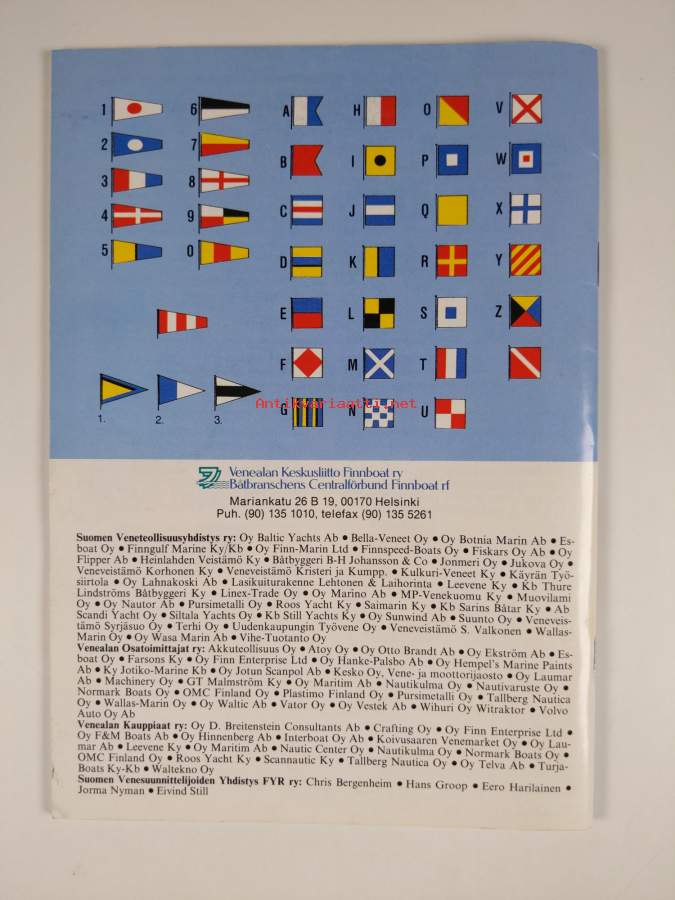 1 6 A H O V
2 7 B I P W
3 8 C J Q X
4 9 D K R Y
5 0 E L S Z
F M T
G N U
1. 2. 3.
Antikvariaatti.net
Venealan Keskusliitto Finnboat ry
Båtbranschens Centralförbund Finnboat rf
Mariankatu 26 B 19, 00170 Helsinki
Puh. (90) 135 1010, telefax (90) 135 5261
Suomen Veneteollisuusyhdistys ry: Oy Baltic Yachts Ab • Bella-Veneet Oy • Oy Botnia Marin Ab • Es-
boat Oy • Finngulf Marine Ky/Kb • Oy Finn-Marin Ltd • Finnspeed-Boats Oy • Fiskars Oy Ab • Oy
Flipper Ab • Heinlahden Veistämö Ky • Båtbyggeri B-H Johansson & Co • Jonmeri Oy • Jukova Oy •
Veneveistämö Korhonen Ky • Veneveistämö Kristeri ja Kumpp. • Kulkuri-Veneet Ky • Käyrän Työ-
siirtola • Oy Lahnakoski Ab • Lasikuiturakenne Lehtonen & Laihorinta • Leevene Ky • Kb Thure
Lindströms Båtbyggeri Ky • Linex-Trade Oy • Oy Marino Ab • MP-Venekuomu Ky • Muovilami
Oy • Oy Nautor Ab • Pursimetalli Oy • Roos Yacht Ky • Saimarin Ky • Kb Sarins Båtar Ky • Ab
Scandi Yacht Oy • Siltala Yachts Oy • Kb Still Yachts Ky • Oy Sunwind Ab • Suunto Oy • Veneveis-
tämö Syrjäsuo Oy • Terhi Oy • Uudenkaupungin Työvene Oy • Veneveistämö S. Valkonen • Wallas-
Marin Oy • Oy Wasa Marin Ab • Vihe-Tuotanto Oy
Venealan Osatoimittajat ry: Akkuteollisuus Oy • Atoy Oy • Oy Otto Brandt Ab • Oy Ekström Ab • Es-
boat Oy • Farsons Ky • Oy Finn Enterprise Ltd • Oy Hanke-Palsbo Ab • Oy Hempel's Marine Paints
Ab • Ky Jotiko-Marine Kb • Oy Jotun Scanpol Ab • Kesko Oy, Vene- ja moottorijaosto • Oy Laumar
Ab • Machinery Oy • GT Malmström Ky • Oy Maritim Ab • Nautikulma Oy • Nautivaruste Oy •
Normark Boats Oy • OMC Finland Oy • Plastimo Finland Oy • Pursimetalli Oy • Tallberg Nautica
Oy • Wallas-Marin Oy • Oy Waltic Ab • Vator Oy • Oy Vestek Ab • Wihuri Oy Witraktor • Volvo
Auto Oy Ab
Venealan Kauppiaat ry: Oy D. Breitenstein Consultants Ab • Crafting Oy • Oy Finn Enterprise Ltd •
Oy F&M Boats Ab • Oy Hinnenberg Ab • Interboat Oy Ab • Koivusaaren Venemarket Oy • Oy Lau-
mar Ab • Leevene Ky • Oy Maritim Ab • Nautic Center Oy • Nautikulma Oy • Normark Boats Oy •
OMC Finland Oy • Roos Yacht Ky • Scannautic Ky • Tallberg Nautica Oy • Oy Telva Ab • Turja-
Boats Ky-Kb • Waltekno Oy
Suomen Venesuunnittelijoiden Yhdistys FYR ry: Chris Bergenheim • Hans Groop • Eero Harilainen •
Jorma Nyman • Eivind Still